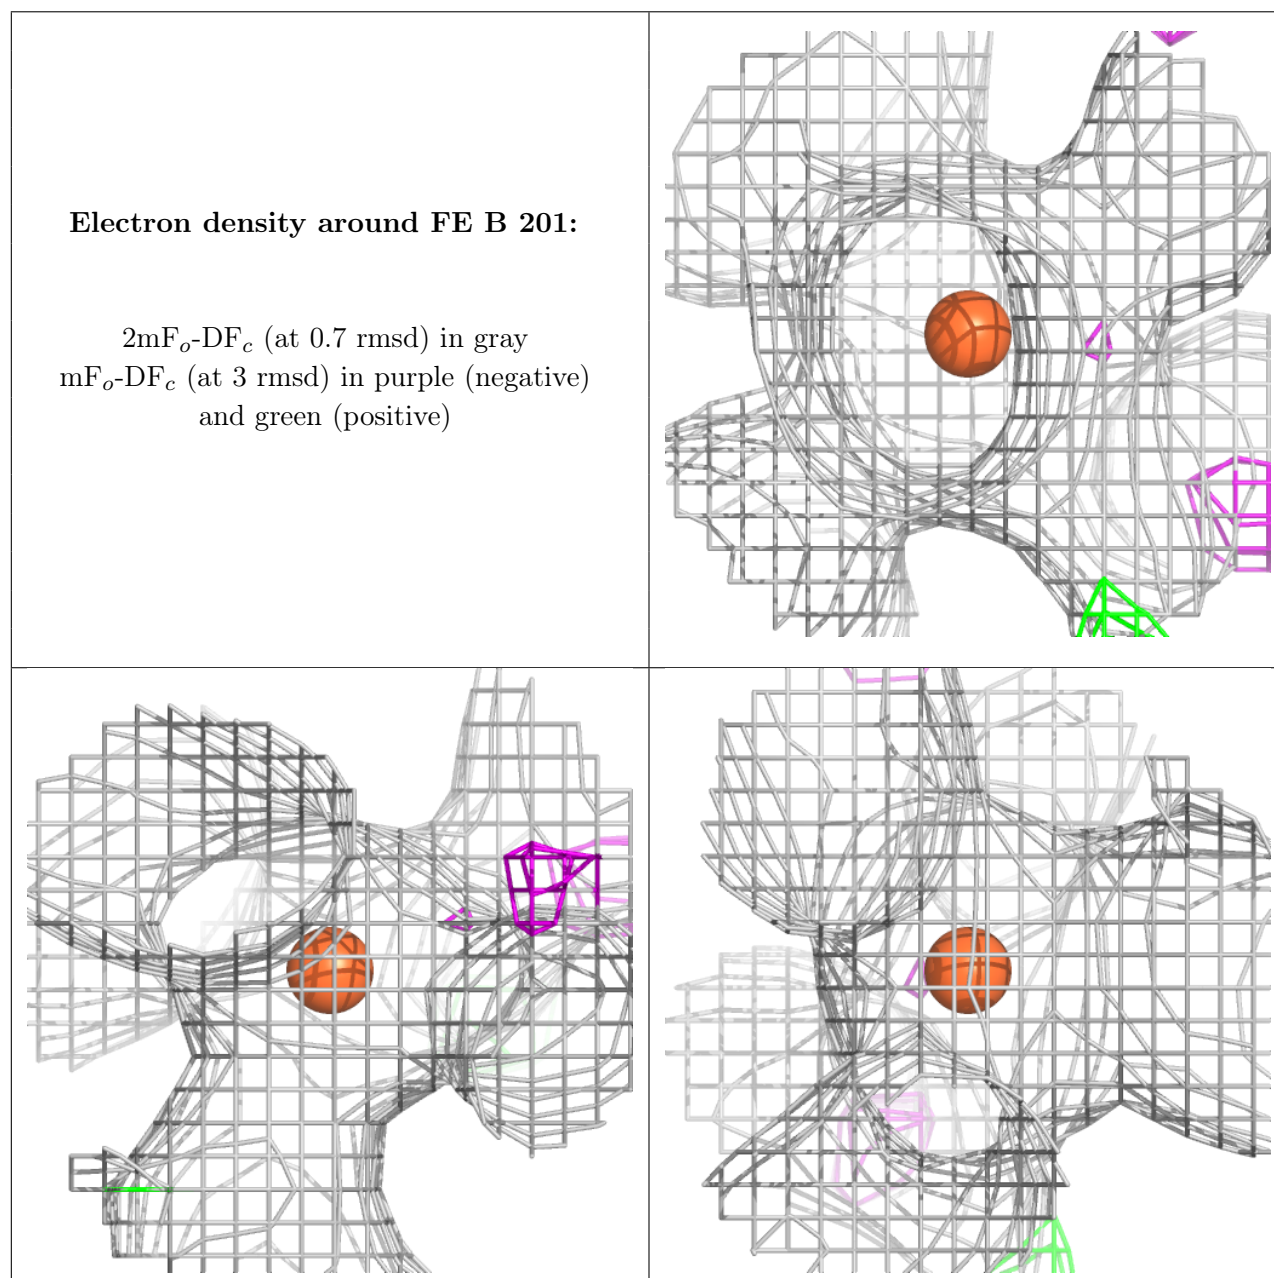 Electron density around FE B 201:
2mFo-DFc (at 0.7 rmsd) in gray
mFo-DFc (at 3 rmsd) in purple (negative)
and green (positive)